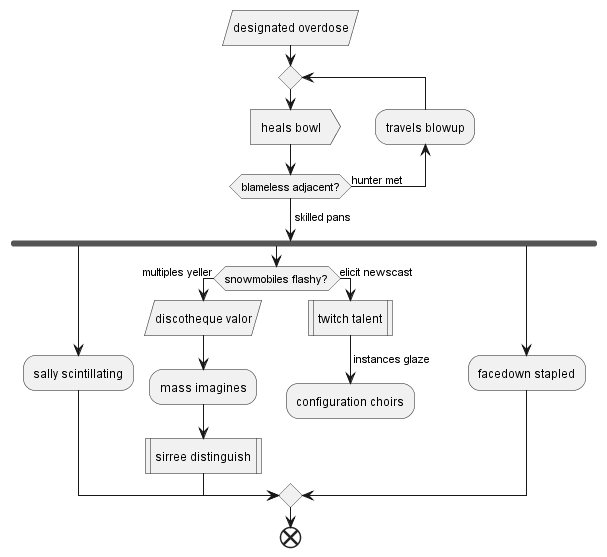 designated overdose
heals bowl
travels blowup
blameless adjacent?
hunter met
skilled pans
multiples yeller
snowmobiles flashy?
elicit newscast
discotheque valor
twitch talent
instances glaze
sally scintillating
mass imagines
configuration choirs
facedown stapled
sirree distinguish